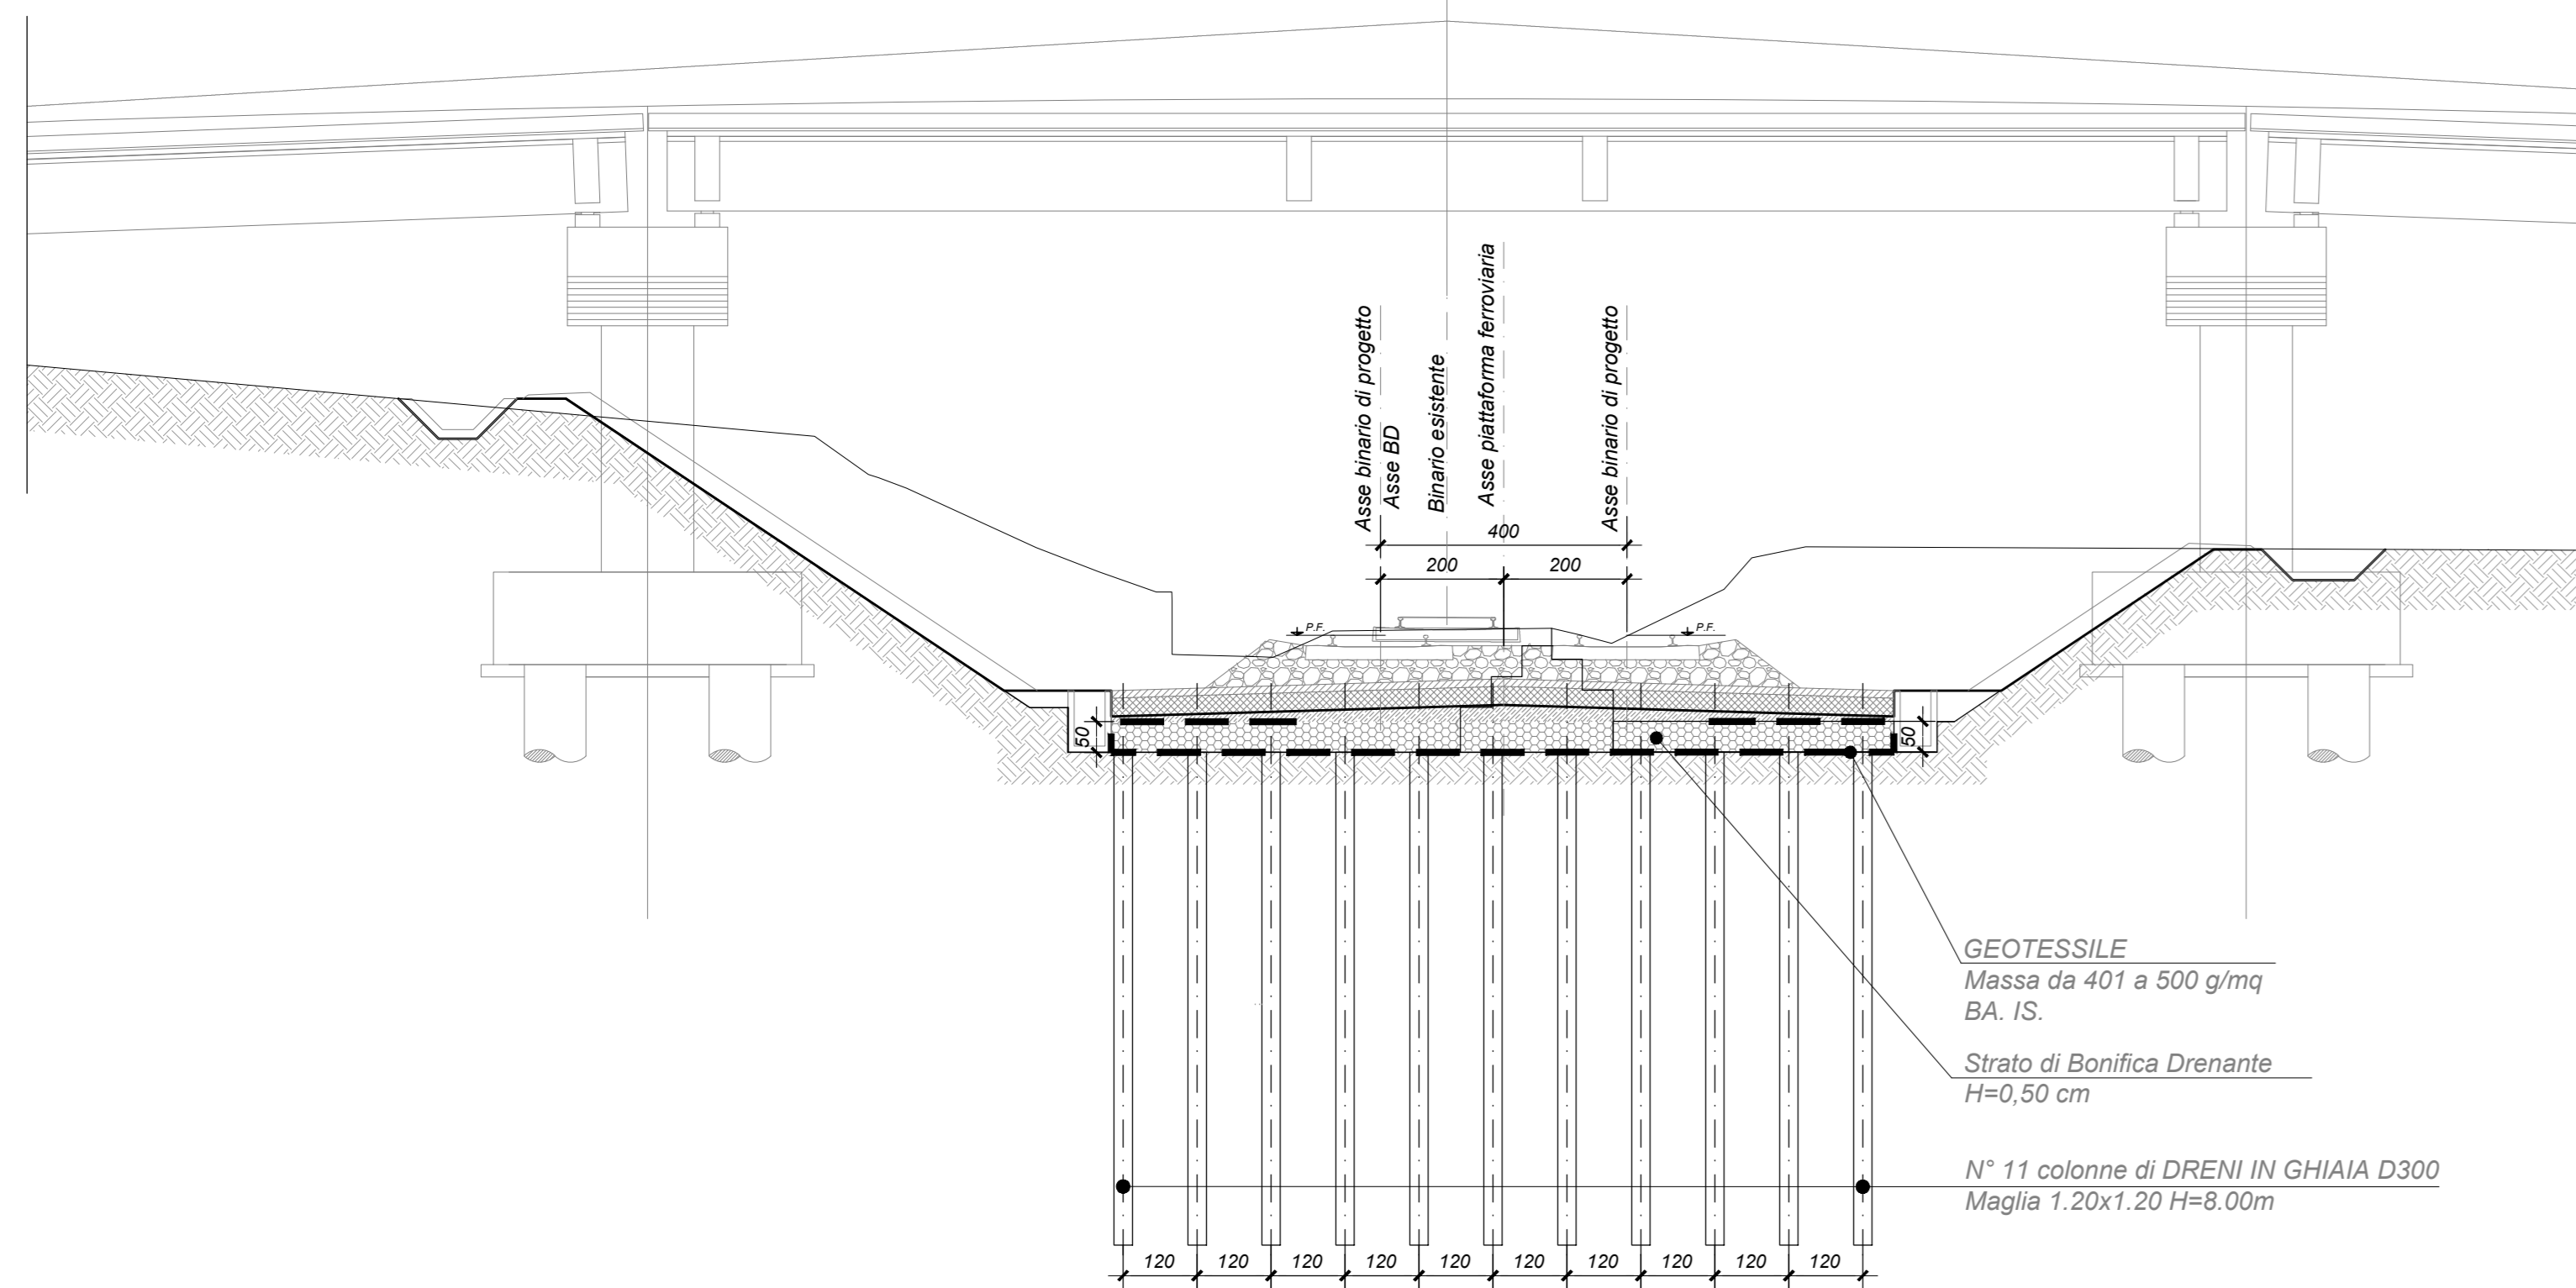 Asse binario di progetto
Asse BD
Binario esistente
Asse piattaforma ferroviaria
Asse binario di progetto
400
200
200
P.F.
P.F.
50
50
GEOTESSILE
Massa da 401 a 500 g/mq
BA. IS.
Strato di Bonifica Drenante
H=0,50 cm
N° 11 colonne di DRENI IN GHIAIA D300
Maglia 1.20x1.20 H=8.00m
120 120 120 120 120 120 120 120 120 120